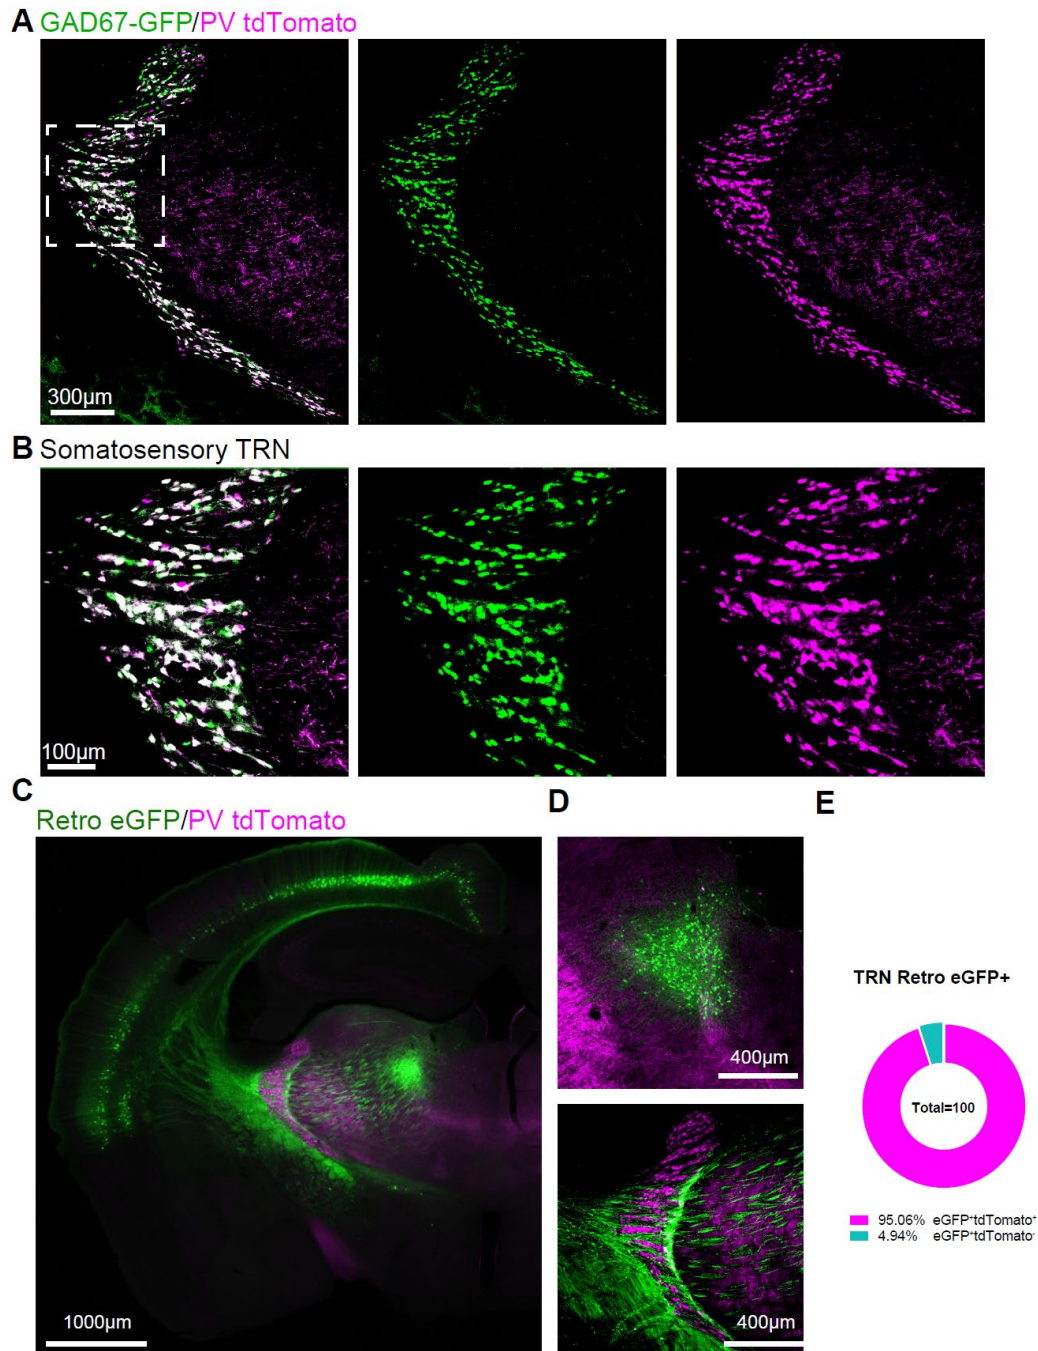 A GAD67-GFP/PV tdTomato
300µm
B Somatosensory TRN
100µm
C
Retro eGFP/PV tdTomato
1000µm
D
400µm
400µm
E
TRN Retro eGFP+
Total=100
95.06% eGFP⁺tdTomato⁺
4.94% eGFP⁺tdTomato⁻